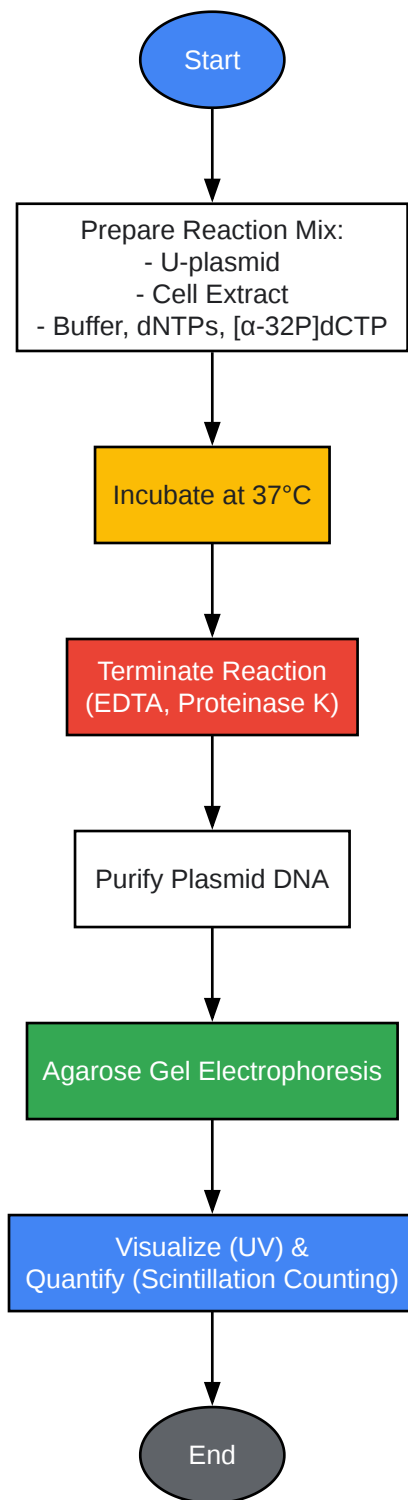 Start
Prepare Reaction Mix:
- U-plasmid
- Cell Extract
- Buffer, dNTPs, [α-32P]dCTP
Incubate at 37°C
Terminate Reaction
(EDTA, Proteinase K)
Purify Plasmid DNA
Agarose Gel Electrophoresis
Visualize (UV) &
Quantify (Scintillation Counting)
End